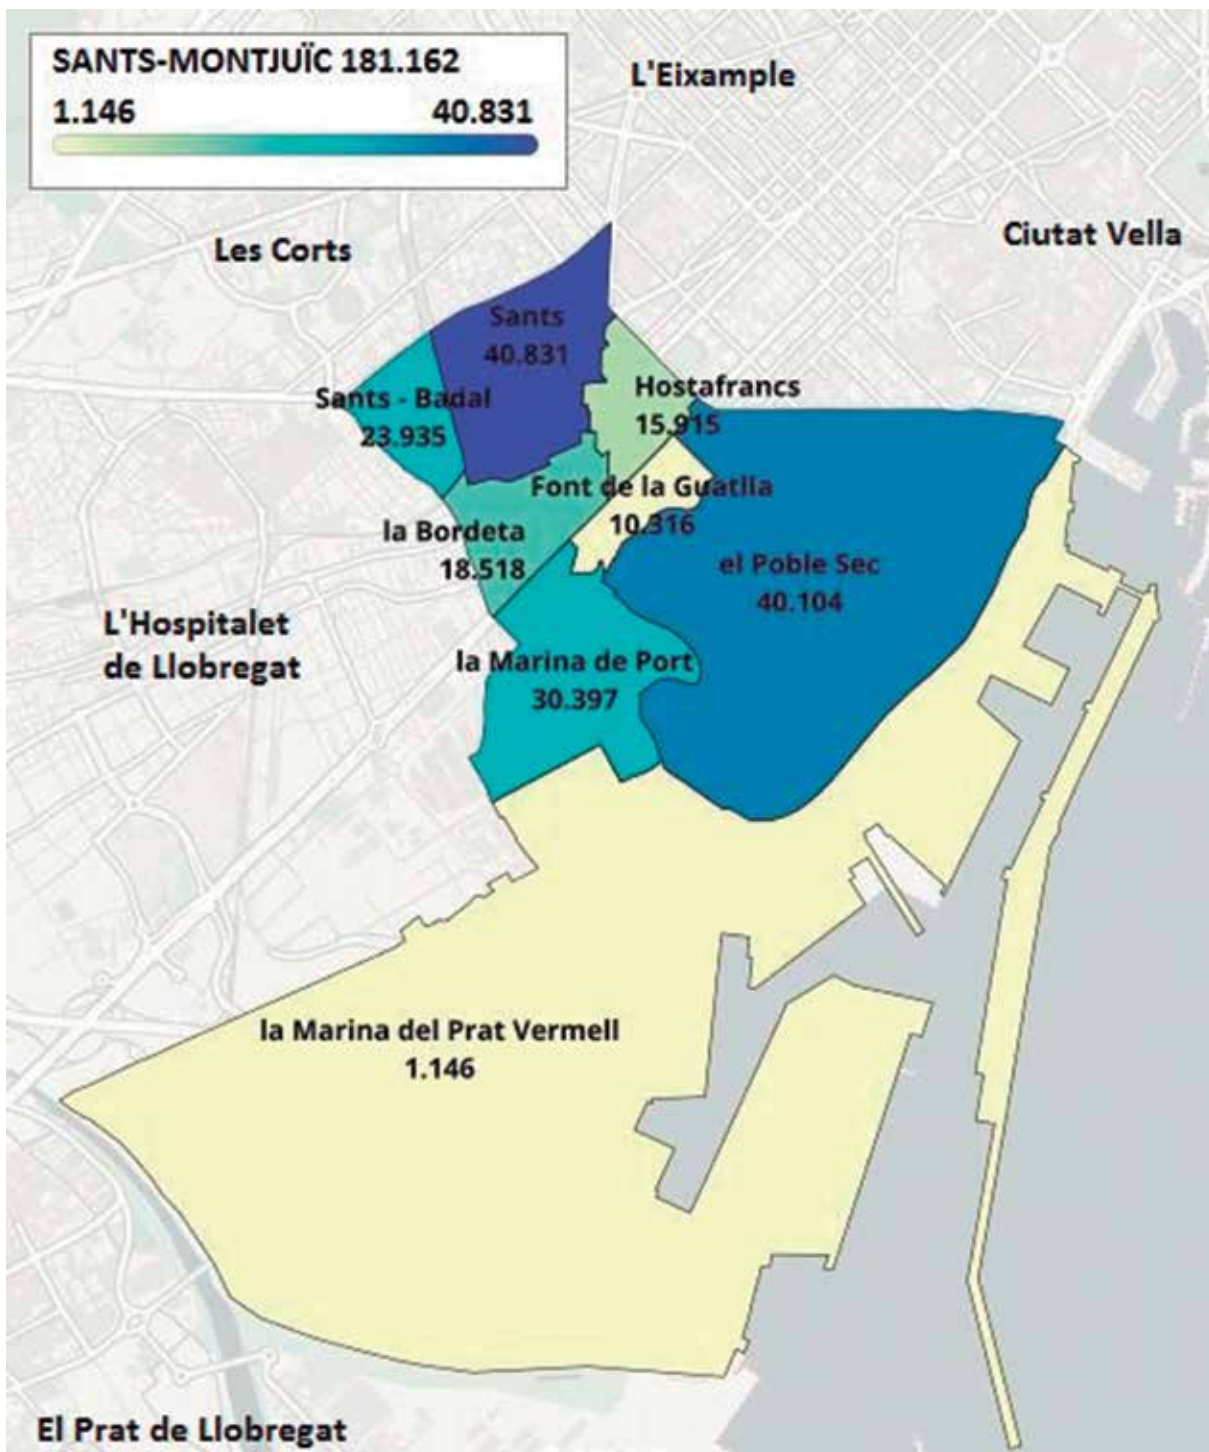 SANTS-MONTJUÏC 181.162
1.146 40.831
L'Eixample
Ciutat Vella
Les Corts
Sants
40.831
Sants - Badal
23.935
Hostafrancs
15.915
Font de la Guatlla
10.316
la Bordeta
18.518
el Poble Sec
40.104
L'Hospitalet
de Llobregat
la Marina de Port
30.397
la Marina del Prat Vermell
1.146
El Prat de Llobregat